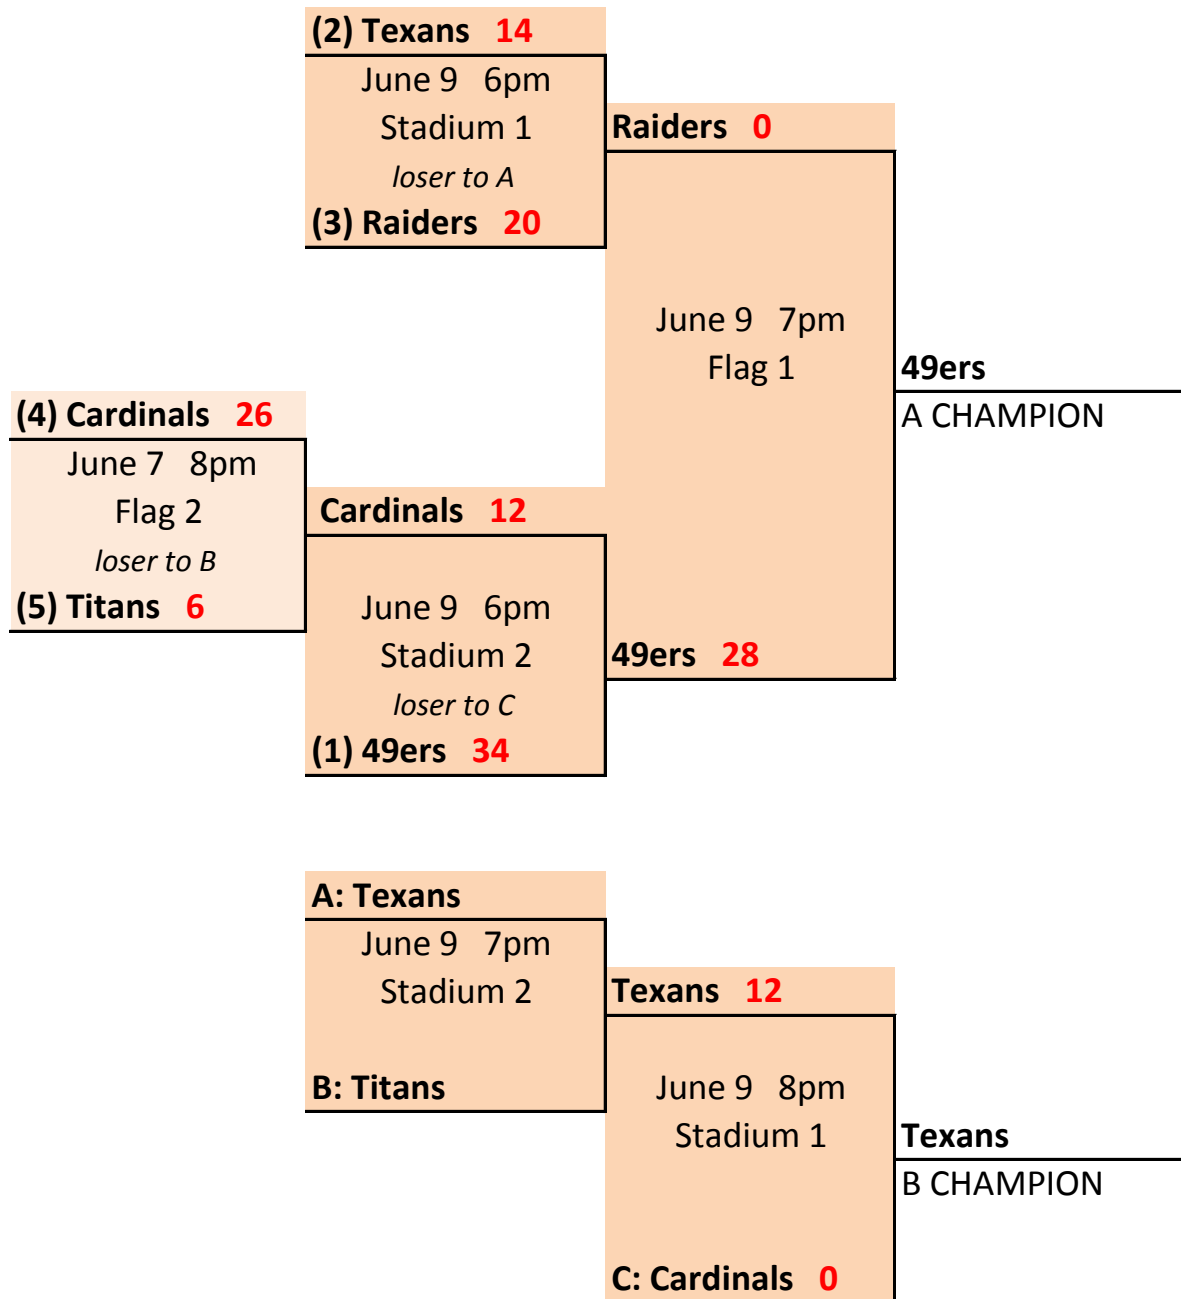 (2) Texans 14
June 9 6pm
Stadium 1
loser to A
(3) Raiders 20
Raiders 0
June 9 7pm
Flag 1
49ers 28
49ers
A CHAMPION
(4) Cardinals 26
June 7 8pm
Flag 2
loser to B
(5) Titans 6
Cardinals 12
June 9 6pm
Stadium 2
loser to C
(1) 49ers 34
A: Texans
June 9 7pm
Stadium 2
B: Titans
Texans 12
June 9 8pm
Stadium 1
C: Cardinals 0
Texans
B CHAMPION